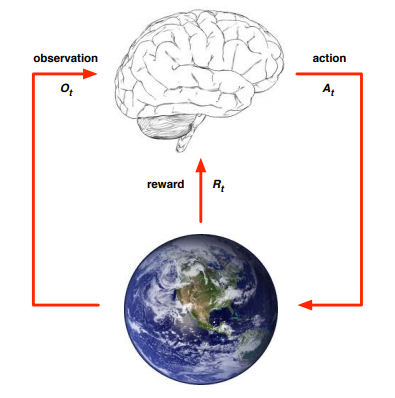 observation
action
O_t
A_t
reward
R_t